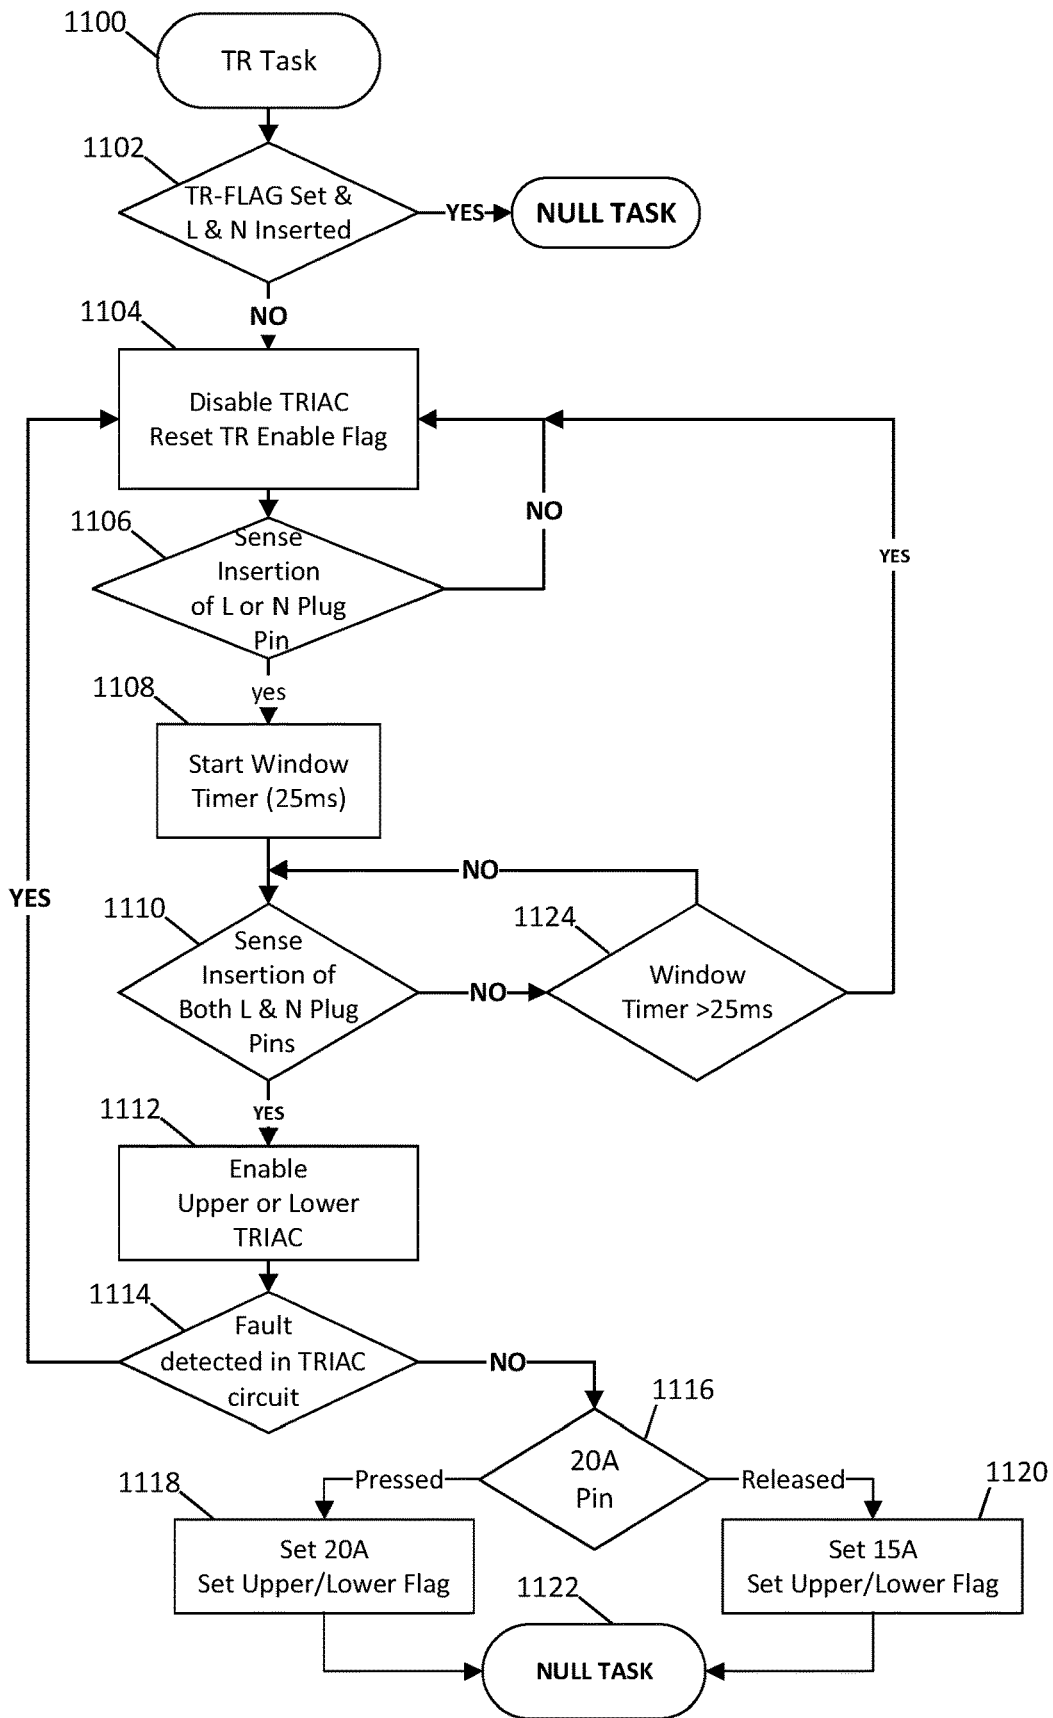 1100
TR Task
1102
TR-FLAG Set &
L & N Inserted
YES
NULL TASK
NO
1104
Disable TRIAC
Reset TR Enable Flag
1106
Sense
Insertion
of L or N Plug
Pin
NO
YES
yes
1108
Start Window
Timer (25ms)
NO
YES
1110
Sense
Insertion of
Both L & N Plug
Pins
NO
1124
Window
Timer >25ms
YES
1112
Enable
Upper or Lower
TRIAC
1114
Fault
detected in TRIAC
circuit
NO
1116
20A
Pin
Pressed
Released
1118
Set 20A
Set Upper/Lower Flag
1120
Set 15A
Set Upper/Lower Flag
1122
NULL TASK